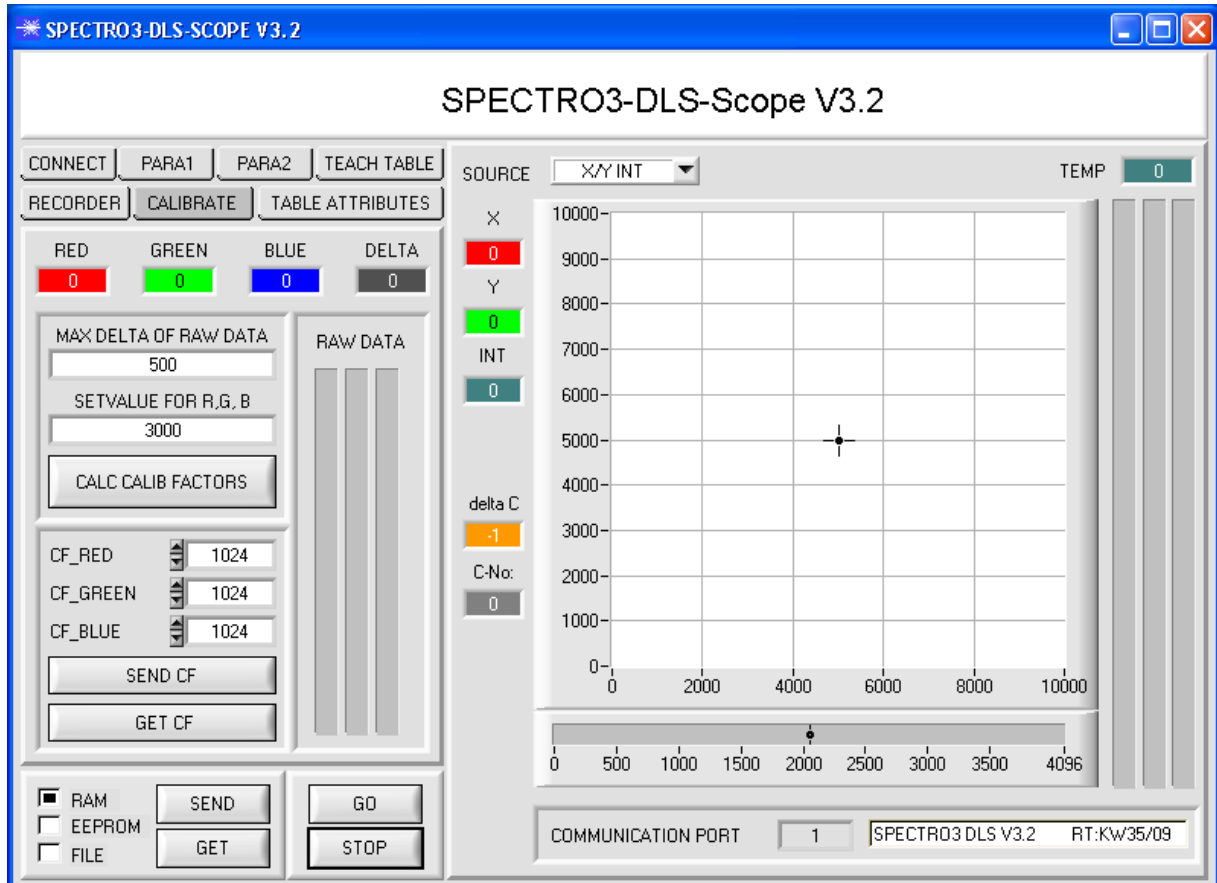 SPECTRO3-DLS-SCOPE V3.2
SPECTRO3-DLS-Scope V3.2
CONNECT PARA1 PARA2 TEACH TABLE
RECORDER CALIBRATE TABLE ATTRIBUTES
RED GREEN BLUE DELTA
0 0 0 0
MAX DELTA OF RAW DATA
500
SETVALUE FOR R,G, B
3000
CALC CALIB FACTORS
CF_RED 1024
CF_GREEN 1024
CF_BLUE 1024
SEND CF
GET CF
RAW DATA
RAM
EEPROM
FILE
SEND
GET
GO
STOP
SOURCE X/Y INT
TEMP 0
X
0
Y
0
INT
0
delta C
-1
C-No:
0
10000
9000
8000
7000
6000
5000
4000
3000
2000
1000
0
0 2000 4000 6000 8000 10000
0 500 1000 1500 2000 2500 3000 3500 4096
COMMUNICATION PORT 1 SPECTRO3 DLS V3.2 RT:KW35/09